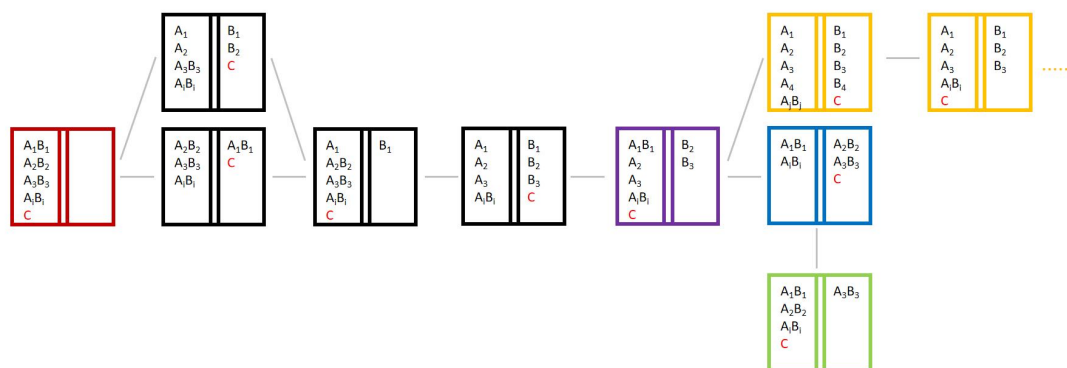 A₁B₁
A₂B₂
A₃B₃
AᵢBᵢ
C
A₁
A₂
A₃B₃
AᵢBᵢ
B₁
B₂
C
A₂B₂
A₃B₃
AᵢBᵢ
A₁B₁
C
A₁
A₂B₂
A₃B₃
AᵢBᵢ
C
B₁
A₁
A₂
A₃
AᵢBᵢ
B₁
B₂
B₃
C
A₁B₁
A₂
A₃
AᵢBᵢ
C
B₂
B₃
A₁
A₂
A₃
A₄
AⱼBⱼ
B₁
B₂
B₃
B₄
C
A₁
A₂
A₃
AᵢBᵢ
C
B₁
B₂
B₃
A₁B₁
AᵢBᵢ
A₂B₂
A₃B₃
C
A₁B₁
A₂B₂
AᵢBᵢ
C
A₃B₃